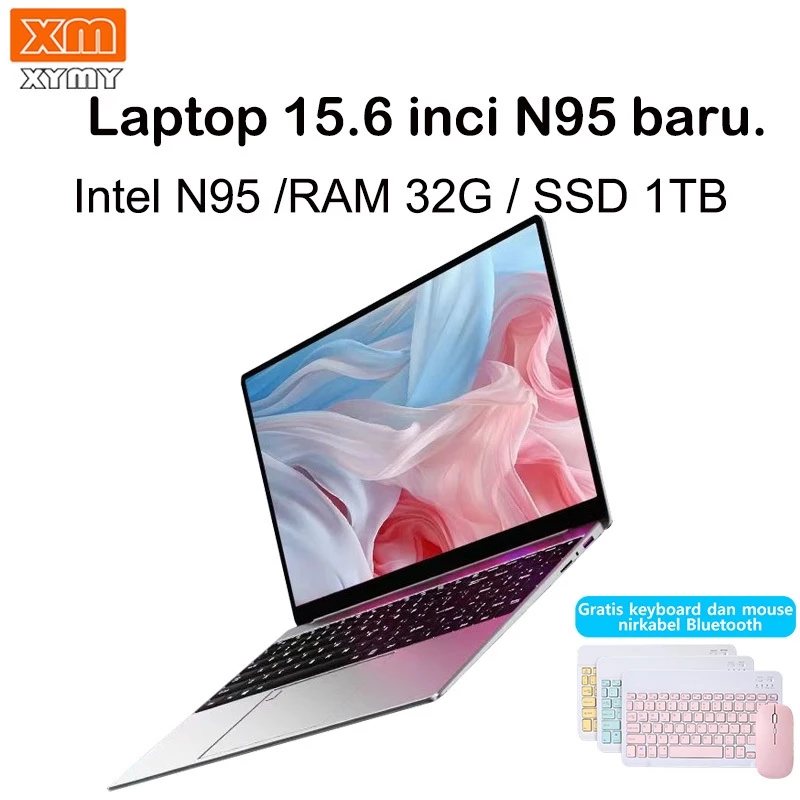 XM
XYMY
Laptop 15.6 inci N95 baru.
Intel N95 /RAM 32G / SSD 1TB
Gratis keyboard dan mouse
nirkabel Bluetooth